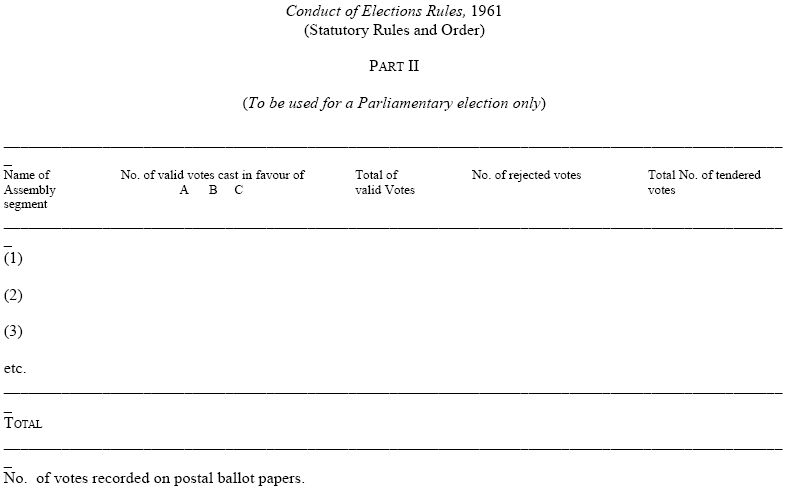 Conduct of Elections Rules, 1961
(Statutory Rules and Order)
PART II
(To be used for a Parliamentary election only)
Name of Assembly segment No. of valid votes cast in favour of A B C Total of valid Votes No. of rejected votes Total No. of tendered votes
(1)
(2)
(3)
etc.
TOTAL
No. of votes recorded on postal ballot papers.